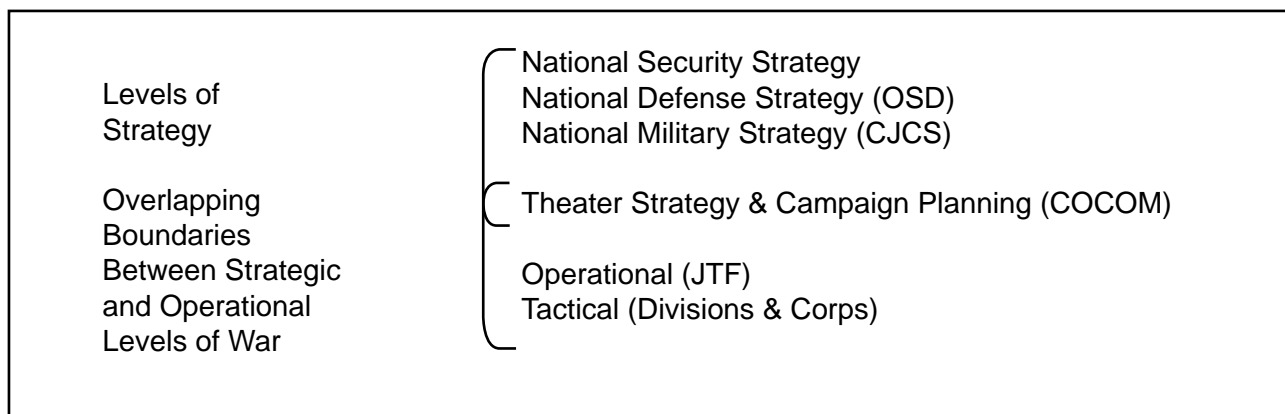 Levels of
Strategy
Overlapping
Boundaries
Between Strategic
and Operational
Levels of War
National Security Strategy
National Defense Strategy (OSD)
National Military Strategy (CJCS)
Theater Strategy & Campaign Planning (COCOM)
Operational (JTF)
Tactical (Divisions & Corps)